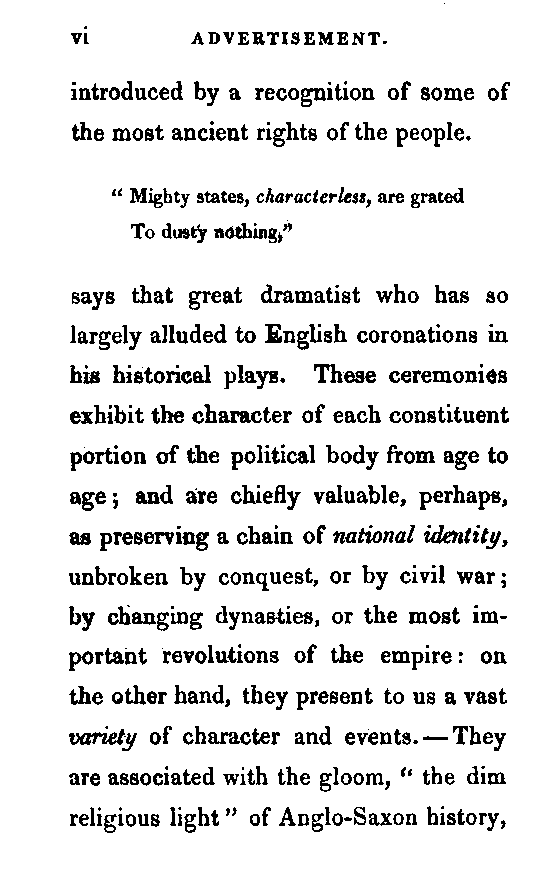 vi ADVERTISEMENT.
introduced by a recognition of some of
the most ancient rights of the people.
“ Mighty states, characterless, are grated
To dusty nothing,”
says that great dramatist who has so
largely alluded to English coronations in
his historical plays. These ceremonies
exhibit the character of each constituent
portion of the political body from age to
age ; and are chiefly valuable, perhaps,
as preserving a chain of national identity,
unbroken by conquest, or by civil war ;
by changing dynasties, or the most im-
portant revolutions of the empire : on
the other hand, they present to us a vast
variety of character and events. — They
are associated with the gloom, “ the dim
religious light ” of Anglo-Saxon history,